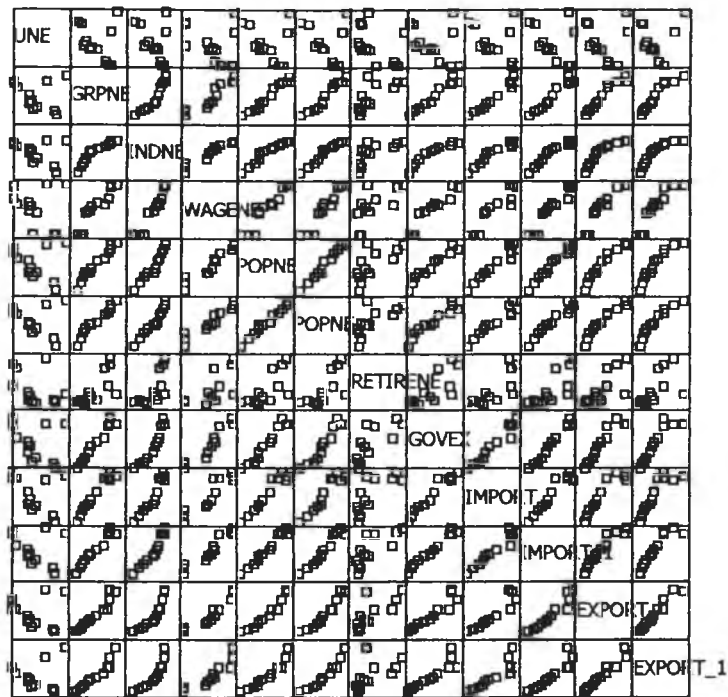 UNE
GRPNE
INDNE
WAGENE
POPNE
POPNE
RETIRENE
GOVEX
IMPORT
IMPORT_1
EXPORT
EXPORT_1